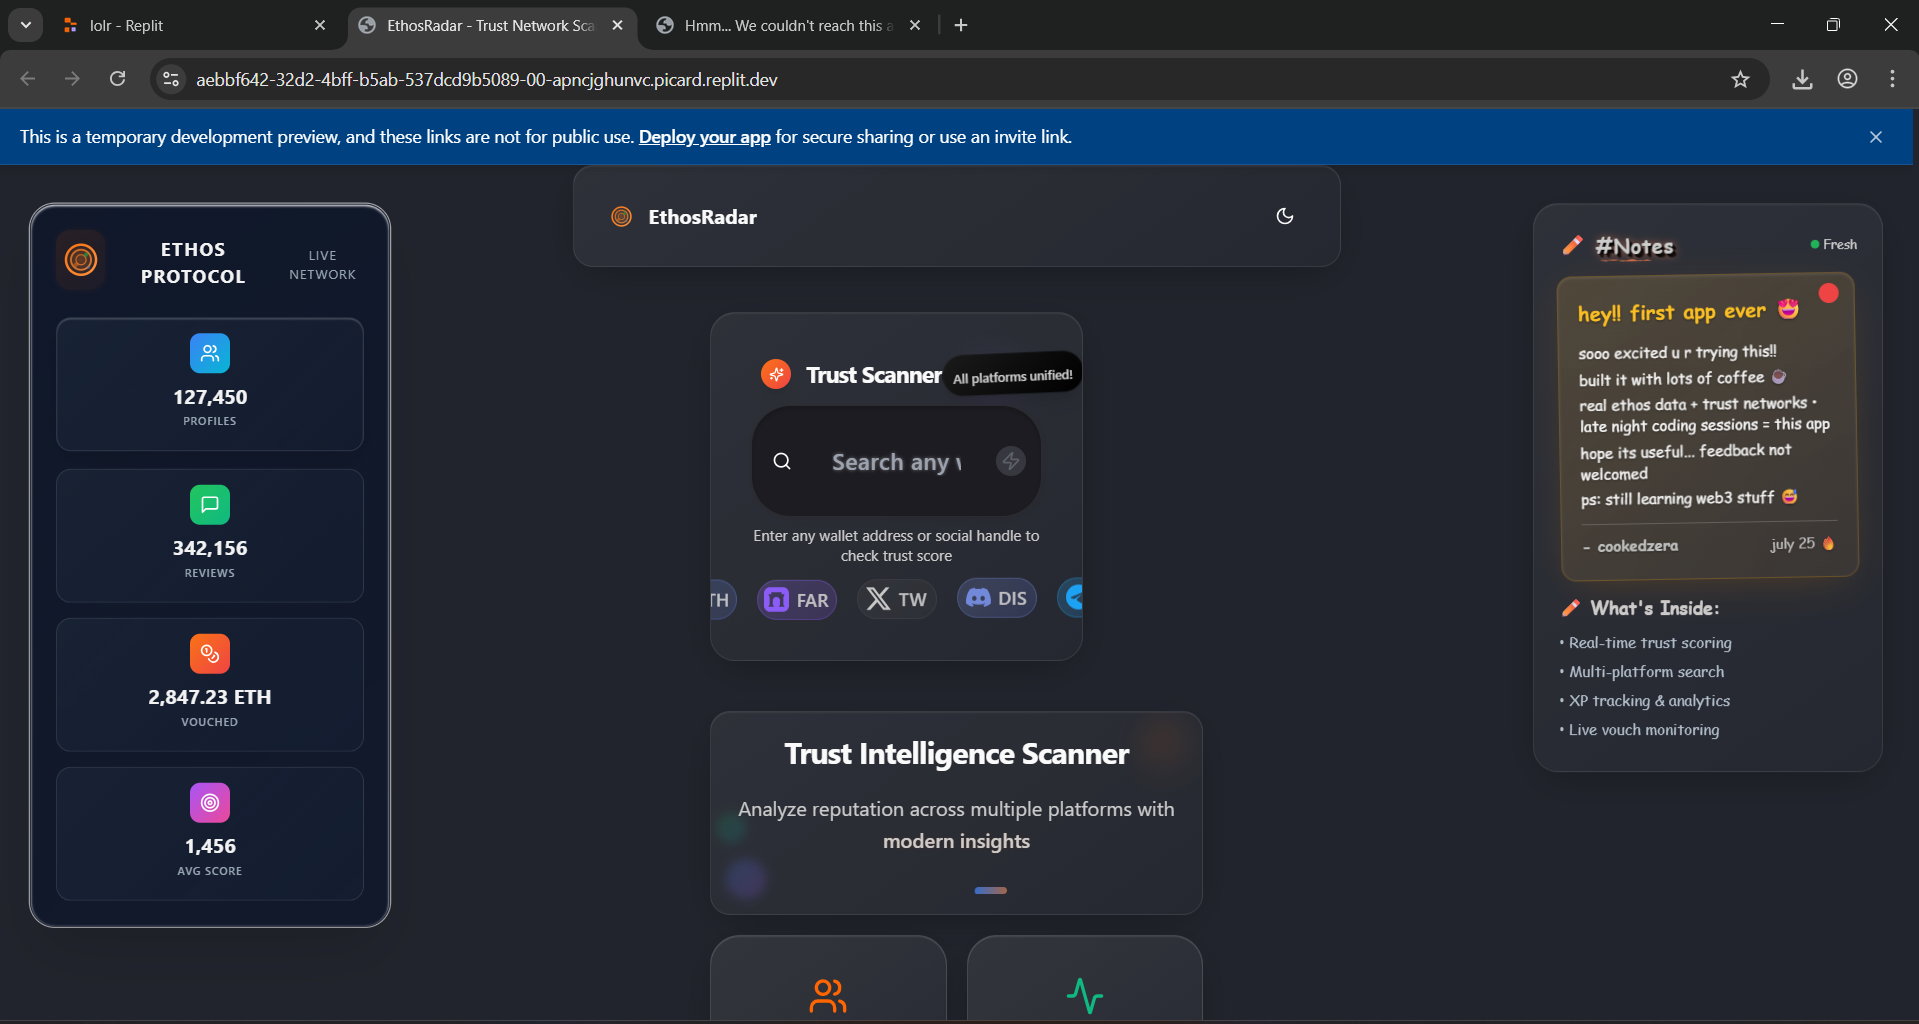 lolr - Replit
EthosRadar - Trust Network Sca
Hmm... We couldn't reach this a
aebbf642-32d2-4bff-b5ab-537dcd9b5089-00-apncjghunvc.picard.replit.dev
This is a temporary development preview, and these links are not for public use. Deploy your app for secure sharing or use an invite link.
ETHOS
PROTOCOL
LIVE
NETWORK
127,450
PROFILES
342,156
REVIEWS
2,847.23 ETH
VOUCHED
1,456
AVG SCORE
EthosRadar
Trust Scanner
All platforms unified!
Search any
Enter any wallet address or social handle to
check trust score
TH
FAR
TW
DIS
Trust Intelligence Scanner
Analyze reputation across multiple platforms with
modern insights
#Notes
Fresh
hey!! first app ever 🤩
sooo excited u r trying this!!
built it with lots of coffee ☕
real ethos data + trust networks •
late night coding sessions = this app
hope its useful... feedback not
welcomed
ps: still learning web3 stuff 😅
- cookedzera
july 25 🔥
What's Inside:
• Real-time trust scoring
• Multi-platform search
• XP tracking & analytics
• Live vouch monitoring